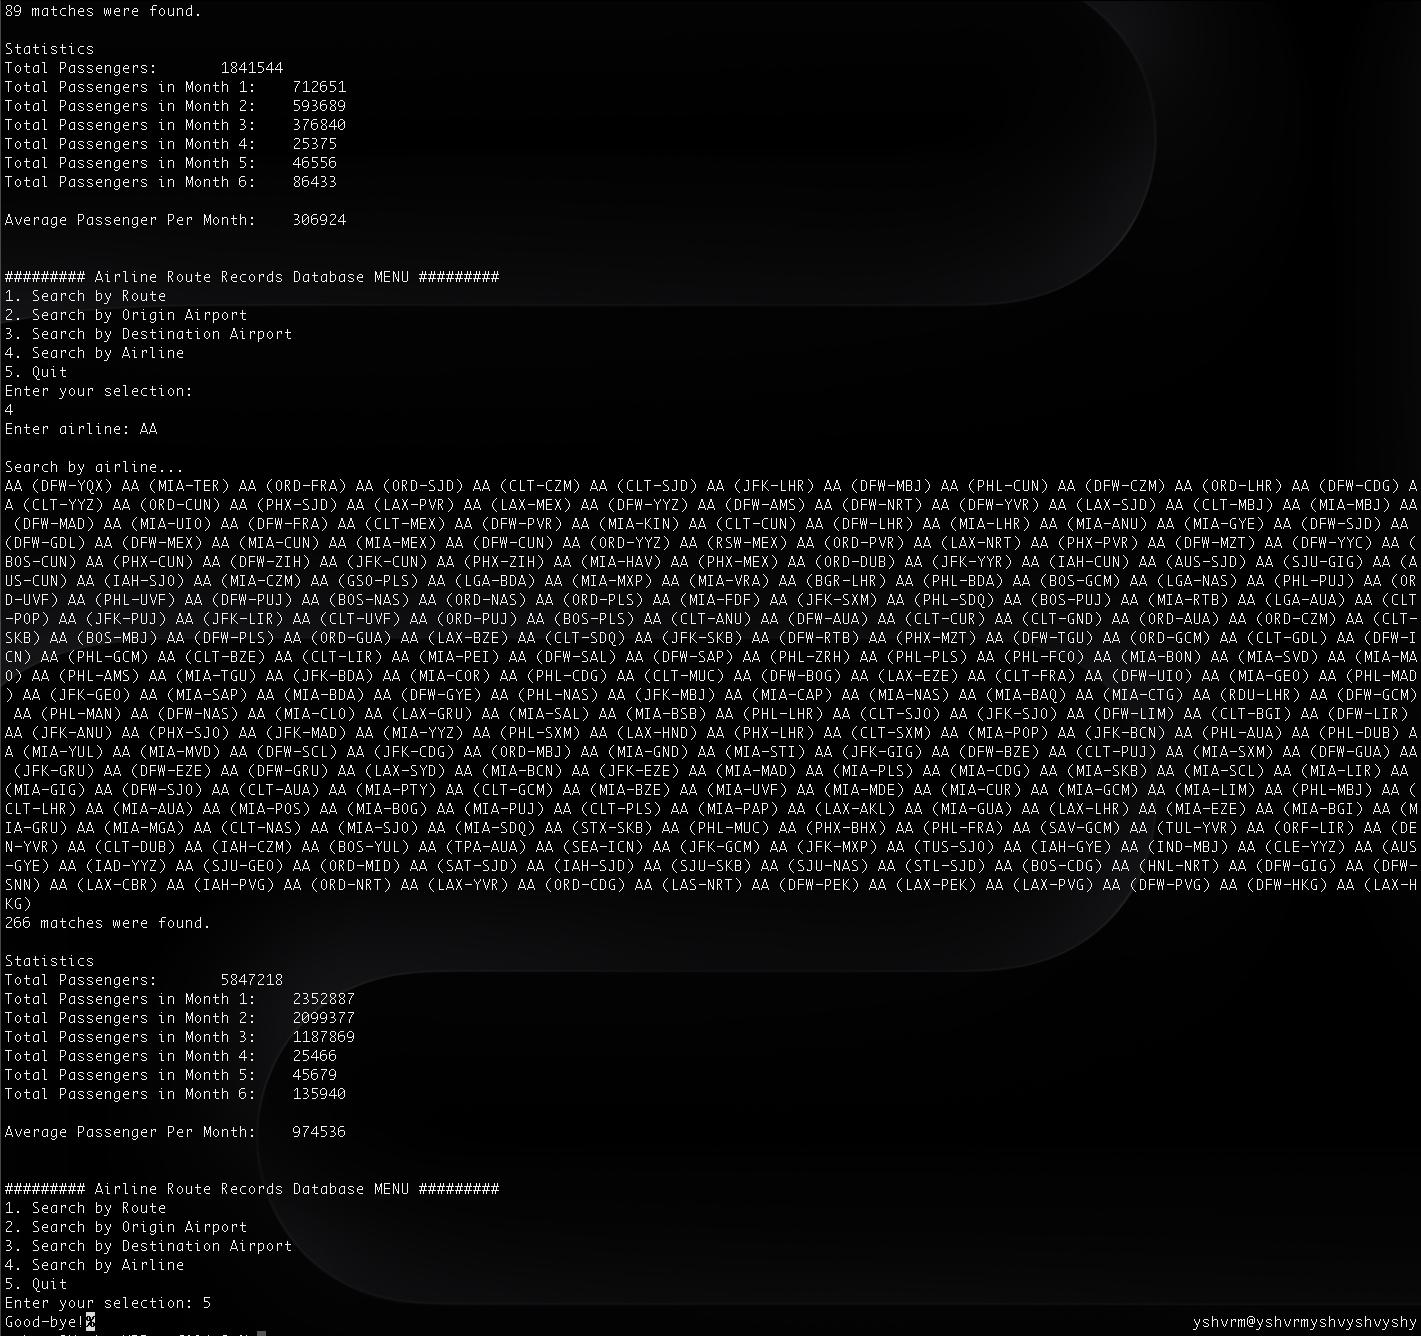 89 matches were found.
Statistics
Total Passengers: 1841544
Total Passengers in Month 1: 712651
Total Passengers in Month 2: 593689
Total Passengers in Month 3: 376840
Total Passengers in Month 4: 25375
Total Passengers in Month 5: 46556
Total Passengers in Month 6: 86433
Average Passenger Per Month: 306924
######### Airline Route Records Database MENU #########
1. Search by Route
2. Search by Origin Airport
3. Search by Destination Airport
4. Search by Airline
5. Quit
Enter your selection:
4
Enter airline: AA
Search by airline...
AA (DFW-YQX) AA (MIA-TER) AA (ORD-FRA) AA (ORD-SJD) AA (CLT-CZM) AA (CLT-SJD) AA (JFK-LHR) AA (DFW-MBJ) AA (PHL-CUN) AA (DFW-CZM) AA (ORD-LHR) AA (DFW-CDG) A
A (CLT-YYZ) AA (ORD-CUN) AA (PHX-SJD) AA (LAX-PVR) AA (LAX-MEX) AA (DFW-YYZ) AA (DFW-AMS) AA (DFW-NRT) AA (DFW-YVR) AA (LAX-SJD) AA (CLT-MBJ) AA (MIA-MBJ) AA
 (DFW-MAD) AA (MIA-UIO) AA (DFW-FRA) AA (CLT-MEX) AA (DFW-PVR) AA (MIA-KIN) AA (CLT-CUN) AA (DFW-LHR) AA (MIA-LHR) AA (MIA-ANU) AA (MIA-GYE) AA (DFW-SJD) AA
(DFW-GDL) AA (DFW-MEX) AA (MIA-CUN) AA (MIA-MEX) AA (DFW-CUN) AA (ORD-YYZ) AA (RSW-MEX) AA (ORD-PVR) AA (LAX-NRT) AA (PHX-PVR) AA (DFW-MZT) AA (DFW-YYC) AA (
BOS-CUN) AA (PHX-CUN) AA (DFW-ZIH) AA (JFK-CUN) AA (PHX-ZIH) AA (MIA-HAV) AA (PHX-MEX) AA (ORD-DUB) AA (JFK-YYR) AA (IAH-CUN) AA (AUS-SJD) AA (SJU-GIG) AA (A
US-CUN) AA (IAH-SJO) AA (MIA-CZM) AA (GSO-PLS) AA (LGA-BDA) AA (MIA-MXP) AA (MIA-VRA) AA (BGR-LHR) AA (PHL-BDA) AA (BOS-GCM) AA (LGA-NAS) AA (PHL-PUJ) AA (OR
D-UVF) AA (PHL-UVF) AA (DFW-PUJ) AA (BOS-NAS) AA (ORD-NAS) AA (ORD-PLS) AA (MIA-FDF) AA (JFK-SXM) AA (PHL-SDQ) AA (BOS-PUJ) AA (MIA-RTB) AA (LGA-AUA) AA (CLT
-POP) AA (JFK-PUJ) AA (JFK-LIR) AA (CLT-UVF) AA (ORD-PUJ) AA (BOS-PLS) AA (CLT-ANU) AA (DFW-AUA) AA (CLT-CUR) AA (CLT-GND) AA (ORD-AUA) AA (ORD-CZM) AA (CLT-
SKB) AA (BOS-MBJ) AA (DFW-PLS) AA (ORD-GUA) AA (LAX-BZE) AA (CLT-SDQ) AA (JFK-SKB) AA (DFW-RTB) AA (PHX-MZT) AA (DFW-TGU) AA (ORD-GCM) AA (CLT-GDL) AA (DFW-I
CN) AA (PHL-GCM) AA (CLT-BZE) AA (CLT-LIR) AA (MIA-PEI) AA (DFW-SAL) AA (DFW-SAP) AA (PHL-ZRH) AA (PHL-PLS) AA (PHL-FCO) AA (MIA-BON) AA (MIA-SVD) AA (MIA-MA
O) AA (PHL-AMS) AA (MIA-TGU) AA (JFK-BDA) AA (MIA-COR) AA (PHL-CDG) AA (CLT-MUC) AA (DFW-BOG) AA (LAX-EZE) AA (CLT-FRA) AA (DFW-UIO) AA (MIA-GEO) AA (PHL-MAD
) AA (JFK-GEO) AA (MIA-SAP) AA (MIA-BDA) AA (DFW-GYE) AA (PHL-NAS) AA (JFK-MBJ) AA (MIA-CAP) AA (MIA-NAS) AA (MIA-BAQ) AA (MIA-CTG) AA (RDU-LHR) AA (DFW-GCM)
 AA (PHL-MAN) AA (DFW-NAS) AA (MIA-CLO) AA (LAX-GRU) AA (MIA-SAL) AA (MIA-BSB) AA (PHL-LHR) AA (CLT-SJO) AA (JFK-SJO) AA (DFW-LIM) AA (CLT-BGI) AA (DFW-LIR) 
AA (JFK-ANU) AA (PHX-SJO) AA (JFK-MAD) AA (MIA-YYZ) AA (PHL-SXM) AA (LAX-HND) AA (PHX-LHR) AA (CLT-SXM) AA (MIA-POP) AA (JFK-BCN) AA (PHL-AUA) AA (PHL-DUB) A
A (MIA-YUL) AA (MIA-MVD) AA (DFW-SCL) AA (JFK-CDG) AA (ORD-MBJ) AA (MIA-GND) AA (MIA-STI) AA (JFK-GIG) AA (DFW-BZE) AA (CLT-PUJ) AA (MIA-SXM) AA (DFW-GUA) AA
 (JFK-GRU) AA (DFW-EZE) AA (DFW-GRU) AA (LAX-SYD) AA (MIA-BCN) AA (JFK-EZE) AA (MIA-MAD) AA (MIA-PLS) AA (MIA-CDG) AA (MIA-SKB) AA (MIA-SCL) AA (MIA-LIR) AA
(MIA-GIG) AA (DFW-SJO) AA (CLT-AUA) AA (MIA-PTY) AA (CLT-GCM) AA (MIA-BZE) AA (MIA-UVF) AA (MIA-MDE) AA (MIA-CUR) AA (MIA-GCM) AA (MIA-LIM) AA (PHL-MBJ) AA (
CLT-LHR) AA (MIA-AUA) AA (MIA-POS) AA (MIA-BOG) AA (MIA-PUJ) AA (CLT-PLS) AA (MIA-PAP) AA (LAX-AKL) AA (MIA-GUA) AA (LAX-LHR) AA (MIA-EZE) AA (MIA-BGI) AA (M
IA-GRU) AA (MIA-MGA) AA (CLT-NAS) AA (MIA-SJO) AA (MIA-SDQ) AA (STX-SKB) AA (PHL-MUC) AA (PHX-BHX) AA (PHL-FRA) AA (SAV-GCM) AA (TUL-YVR) AA (ORF-LIR) AA (DE
N-YVR) AA (CLT-DUB) AA (IAH-CZM) AA (BOS-YUL) AA (TPA-AUA) AA (SEA-ICN) AA (JFK-GCM) AA (JFK-MXP) AA (TUS-SJO) AA (IAH-GYE) AA (IND-MBJ) AA (CLE-YYZ) AA (AUS
-GYE) AA (IAD-YYZ) AA (SJU-GEO) AA (ORD-MID) AA (SAT-SJD) AA (IAH-SJD) AA (SJU-SKB) AA (SJU-NAS) AA (STL-SJD) AA (BOS-CDG) AA (HNL-NRT) AA (DFW-GIG) AA (DFW-
SNN) AA (LAX-CBR) AA (IAH-PVG) AA (ORD-NRT) AA (LAX-YVR) AA (ORD-CDG) AA (LAS-NRT) AA (DFW-PEK) AA (LAX-PEK) AA (LAX-PVG) AA (DFW-PVG) AA (DFW-HKG) AA (LAX-H
KG)
266 matches were found.
Statistics
Total Passengers: 5847218
Total Passengers in Month 1: 2352887
Total Passengers in Month 2: 2099377
Total Passengers in Month 3: 1187869
Total Passengers in Month 4: 25466
Total Passengers in Month 5: 45679
Total Passengers in Month 6: 135940
Average Passenger Per Month: 974536
######### Airline Route Records Database MENU #########
1. Search by Route
2. Search by Origin Airport
3. Search by Destination Airport
4. Search by Airline
5. Quit
Enter your selection: 5
Good-bye!%
yshvrm@yshvrmyshvyshvyshy